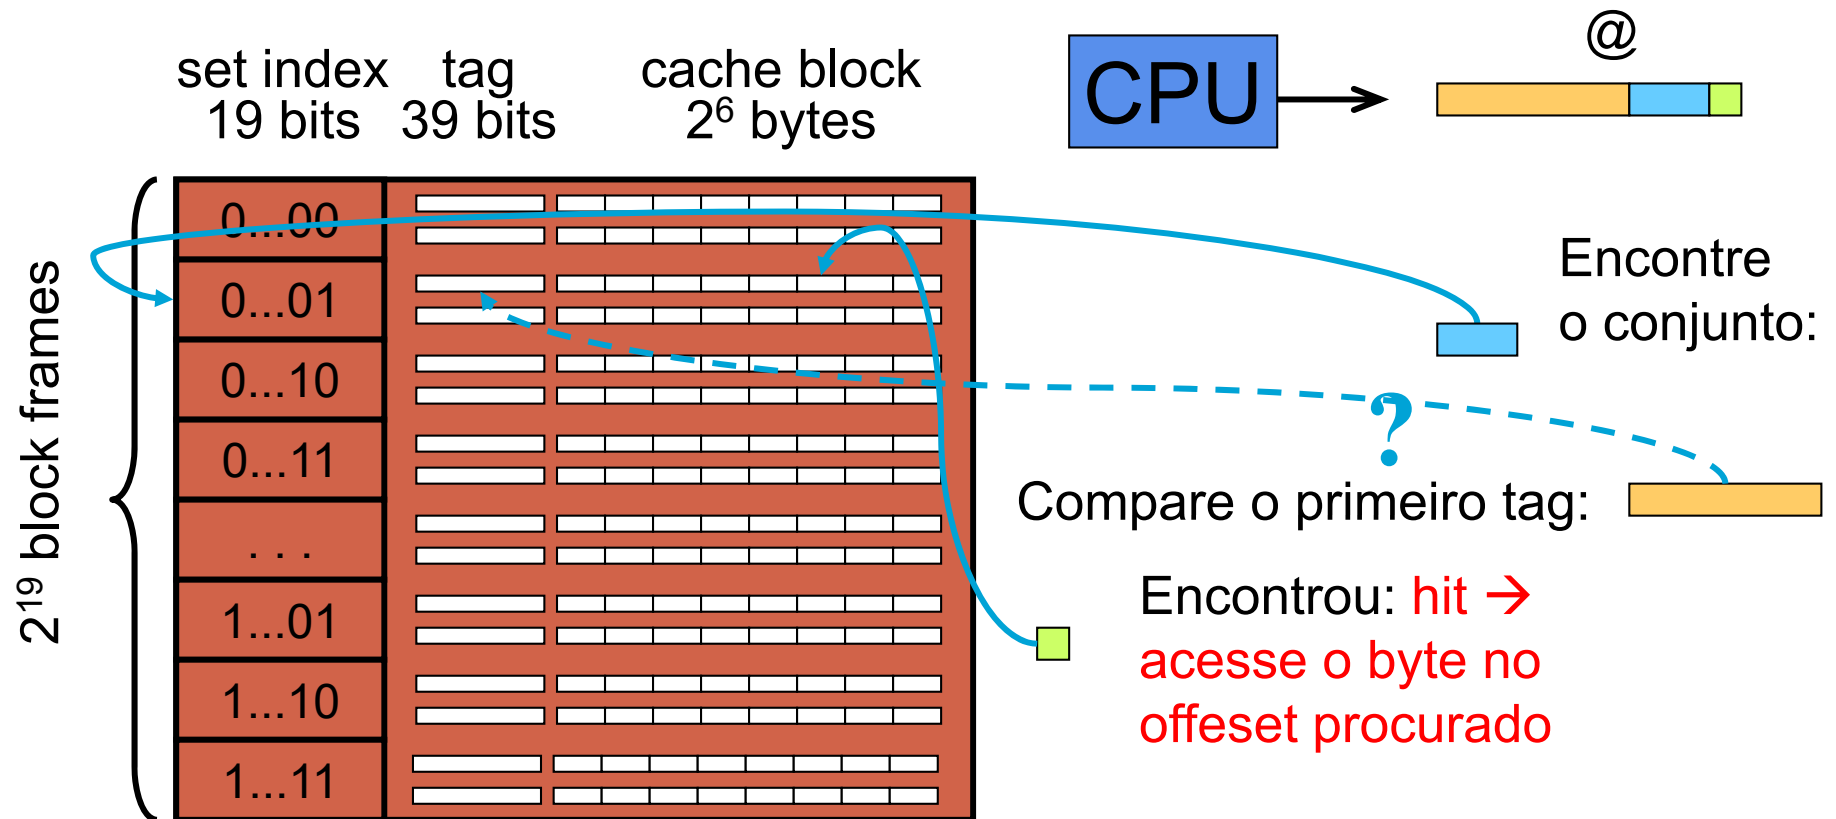 @
set index
19 bits
tag
39 bits
cache block
2⁶ bytes
CPU
2¹⁹ block frames
0...00
0...01
0...10
0...11
. . .
1...01
1...10
1...11
Encontre
o conjunto:
?
Compare o primeiro tag:
Encontrou: hit →
acesse o byte no
offeset procurado